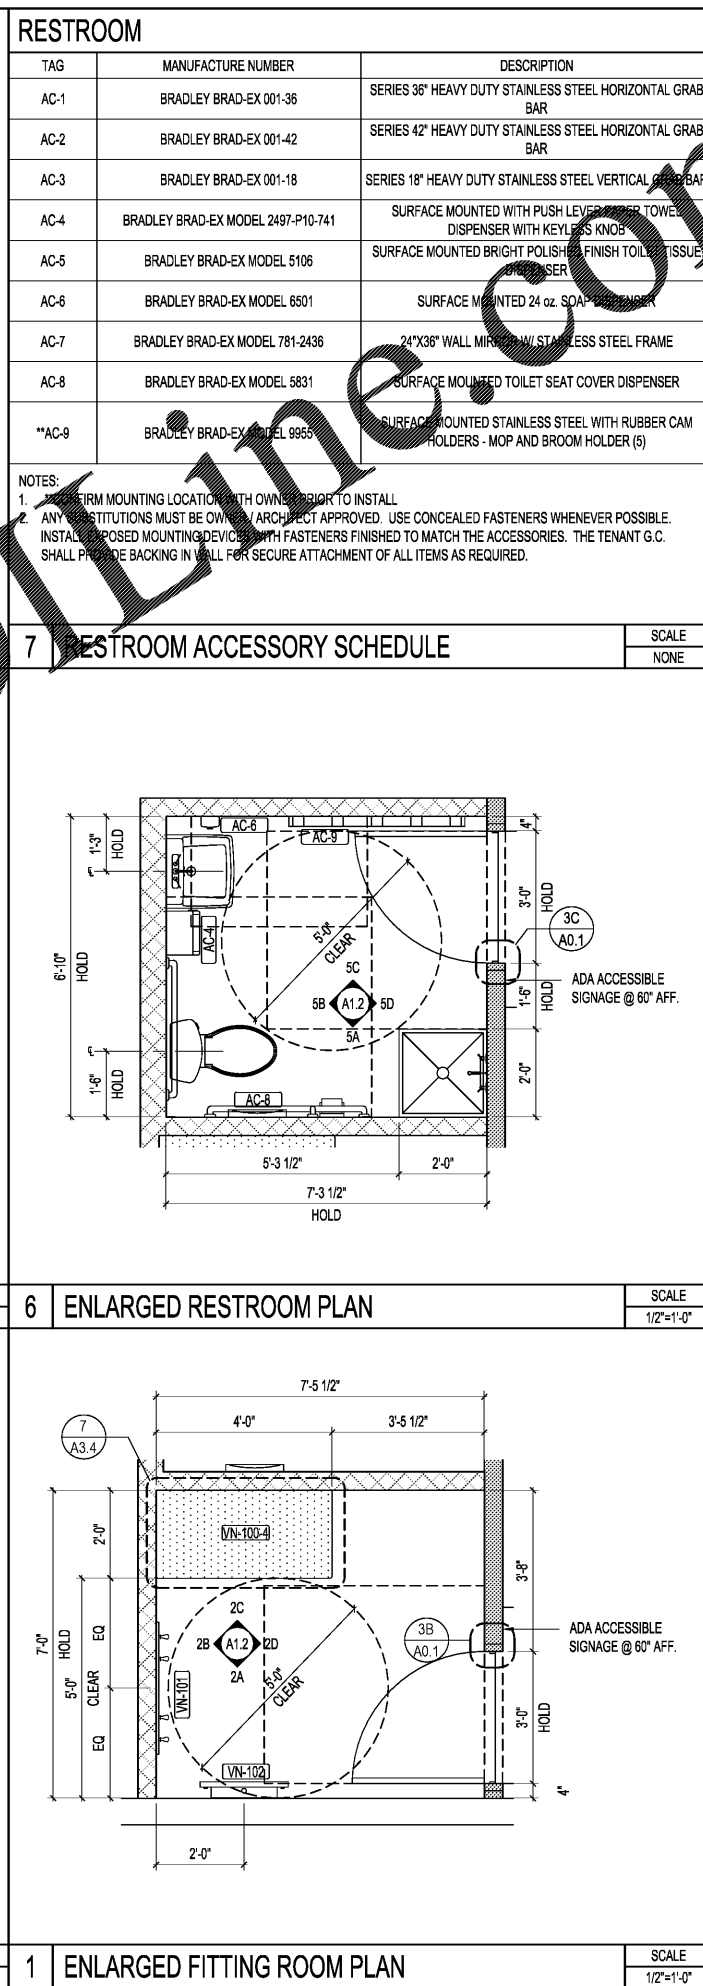 RESTROOM
TAG MANUFACTURE NUMBER DESCRIPTION
AC-1 BRADLEY BRAD-EX 001-36 SERIES 36" HEAVY DUTY STAINLESS STEEL HORIZONTAL GRAB
BAR
AC-2 BRADLEY BRAD-EX 001-42 SERIES 42" HEAVY DUTY STAINLESS STEEL HORIZONTAL GRAB
BAR
AC-3 BRADLEY BRAD-EX 001-18 SERIES 18" HEAVY DUTY STAINLESS STEEL VERTICAL GRAB BAR
AC-4 BRADLEY BRAD-EX MODEL 2497-P10-741 SURFACE MOUNTED WITH PUSH LEVER PAPER TOWEL
DISPENSER WITH KEYLESS KNOB
AC-5 BRADLEY BRAD-EX MODEL 5106 SURFACE MOUNTED BRIGHT POLISHED FINISH TOILET TISSUE
DISPENSER
AC-6 BRADLEY BRAD-EX MODEL 6501 SURFACE MOUNTED 24 oz. SOAP DISPENSER
AC-7 BRADLEY BRAD-EX MODEL 781-2436 24"X36" WALL MIRROR W/ STAINLESS STEEL FRAME
AC-8 BRADLEY BRAD-EX MODEL 5831 SURFACE MOUNTED TOILET SEAT COVER DISPENSER
**AC-9 BRADLEY BRAD-EX MODEL 9955 SURFACE MOUNTED STAINLESS STEEL WITH RUBBER CAM
HOLDERS - MOP AND BROOM HOLDER (5)
NOTES:
1. **CONFIRM MOUNTING LOCATION WITH OWNER PRIOR TO INSTALL
2. ANY SUBSTITUTIONS MUST BE OWNER / ARCHITECT APPROVED. USE CONCEALED FASTENERS WHENEVER POSSIBLE.
INSTALL EXPOSED MOUNTING DEVICES WITH FASTENERS FINISHED TO MATCH THE ACCESSORIES. THE TENANT G.C.
SHALL PROVIDE BACKING IN WALL FOR SECURE ATTACHMENT OF ALL ITEMS AS REQUIRED.
Line.com
7 RESTROOM ACCESSORY SCHEDULE SCALE
NONE
AC-6
AC-9
4"
1'-3"
HOLD
3'-0"
HOLD
3C
A0.1
AC-4
5'-0"
CLEAR
6'-10"
HOLD
5C
5B A1.2 5D
5A
ADA ACCESSIBLE
SIGNAGE @ 60" AFF.
1'-6"
HOLD
1'-6"
HOLD
2'-0"
AC-8
5'-3 1/2" 2'-0"
7'-3 1/2"
HOLD
6 ENLARGED RESTROOM PLAN SCALE
1/2"=1'-0"
7'-5 1/2"
4'-0" 3'-5 1/2"
7
A3.4
VN-100-4
2'-0"
3'-8"
7'-0"
HOLD
5'-0"
CLEAR
EQ
EQ
2C
2B A1.2 2D
2A
5'-0"
CLEAR
3B
A0.1
ADA ACCESSIBLE
SIGNAGE @ 60" AFF.
VN-101
3'-0"
HOLD
VN-102
4"
2'-0"
1 ENLARGED FITTING ROOM PLAN SCALE
1/2"=1'-0"